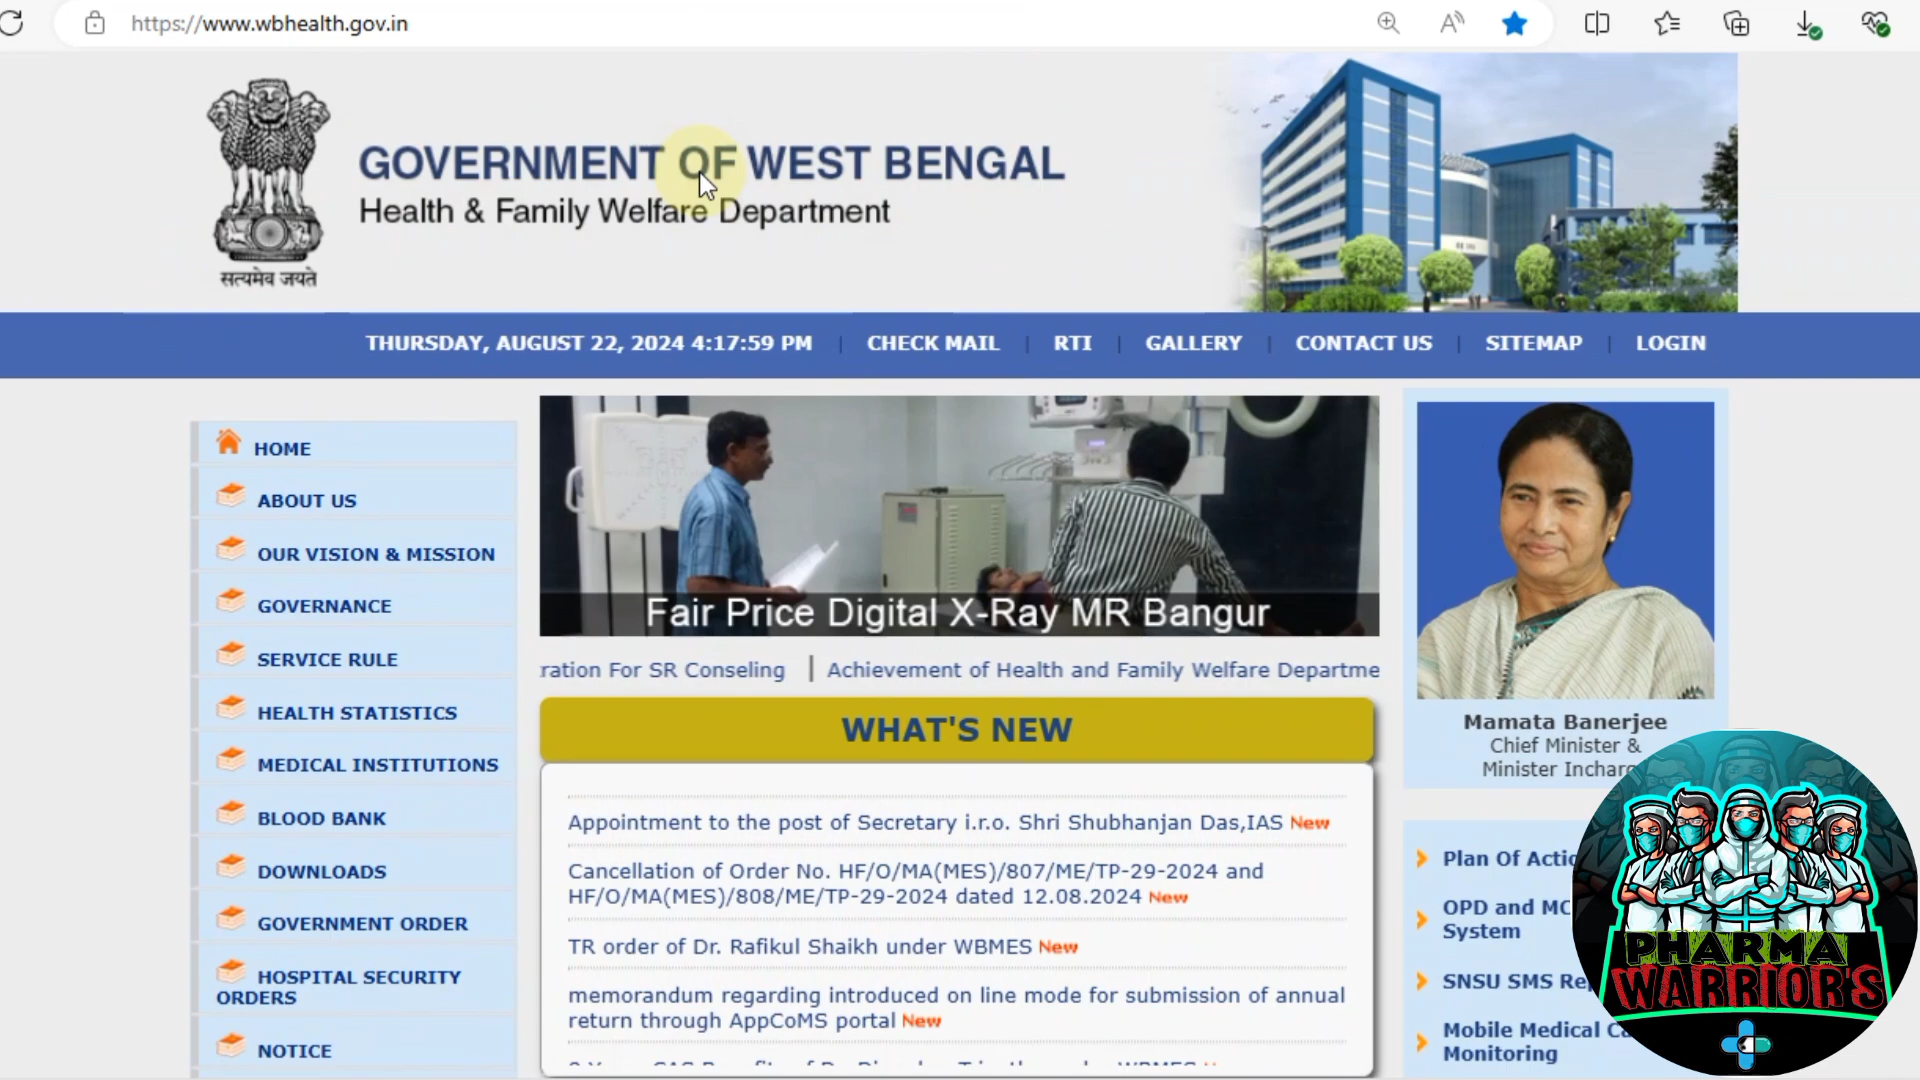 https://www.wbhealth.gov.in
GOVERNMENT OF WEST BENGAL
Health & Family Welfare Department
सत्यमेव जयते
THURSDAY, AUGUST 22, 2024 4:17:59 PM | CHECK MAIL | RTI | GALLERY | CONTACT US | SITEMAP | LOGIN
HOME
ABOUT US
OUR VISION & MISSION
GOVERNANCE
SERVICE RULE
HEALTH STATISTICS
MEDICAL INSTITUTIONS
BLOOD BANK
DOWNLOADS
GOVERNMENT ORDER
HOSPITAL SECURITY
ORDERS
NOTICE
Fair Price Digital X-Ray MR Bangur
ration For SR Conseling | Achievement of Health and Family Welfare Departme
WHAT'S NEW
Appointment to the post of Secretary i.r.o. Shri Shubhanjan Das,IAS New
Cancellation of Order No. HF/O/MA(MES)/807/ME/TP-29-2024 and
HF/O/MA(MES)/808/ME/TP-29-2024 dated 12.08.2024 New
TR order of Dr. Rafikul Shaikh under WBMES New
memorandum regarding introduced on line mode for submission of annual
return through AppCoMS portal New
Mamata Banerjee
Chief Minister &
Minister Incharg
Plan Of Actio
OPD and MC
System
SNSU SMS Rep
Mobile Medical Ca
Monitoring
PHARMA
WARRIOR'S